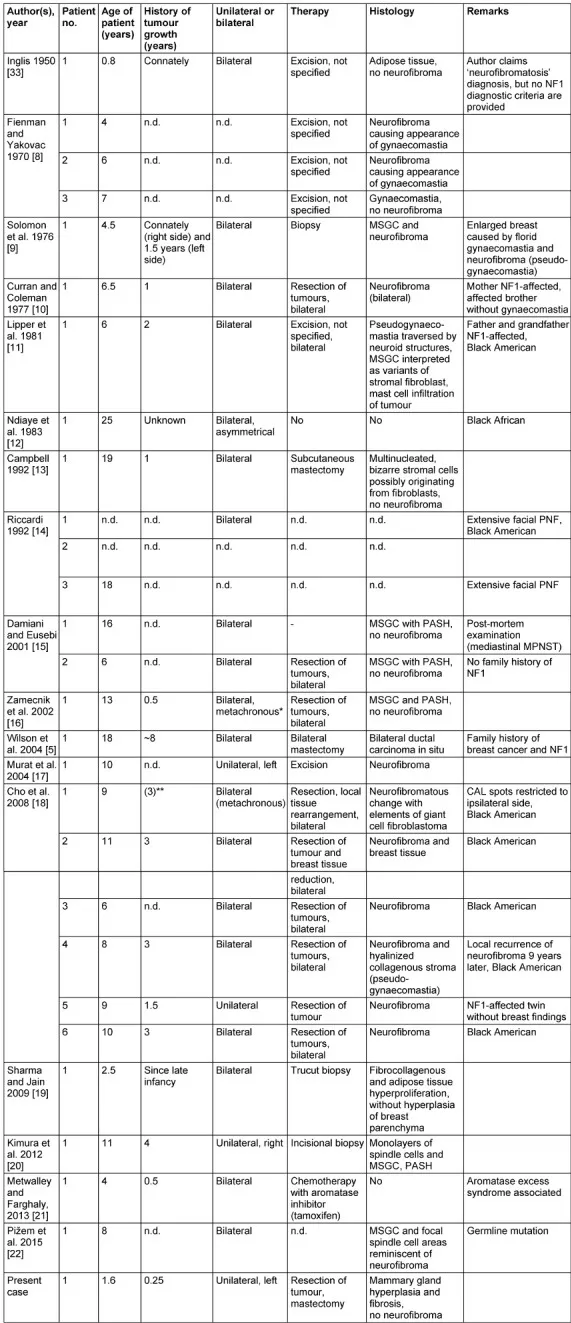 Author(s), year | Patient no. | Age of patient (years) | History of tumour growth (years) | Unilateral or bilateral | Therapy | Histology | Remarks
Inglis 1950 [33] | 1 | 0.8 | Connately | Bilateral | Excision, not specified | Adipose tissue, no neurofibroma | Author claims ‘neurofibromatosis’ diagnosis, but no NF1 diagnostic criteria are provided
Fienman and Yakovac 1970 [8] | 1 | 4 | n.d. | n.d. | Excision, not specified | Neurofibroma causing appearance of gynaecomastia
2 | 6 | n.d. | n.d. | Excision, not specified | Neurofibroma causing appearance of gynaecomastia
3 | 7 | n.d. | n.d. | Excision, not specified | Gynaecomastia, no neurofibroma
Solomon et al. 1976 [9] | 1 | 4.5 | Connately (right side) and 1.5 years (left side) | Bilateral | Biopsy | MSGC and neurofibroma | Enlarged breast caused by florid gynaecomastia and neurofibroma (pseudo-gynaecomastia)
Curran and Coleman 1977 [10] | 1 | 6.5 | 1 | Bilateral | Resection of tumours, bilateral | Neurofibroma (bilateral) | Mother NF1-affected, affected brother without gynaecomastia
Lipper et al. 1981 [11] | 1 | 6 | 2 | Bilateral | Excision, not specified, bilateral | Pseudogynaeco-mastia traversed by neuroid structures, MSGC interpreted as variants of stromal fibroblast, mast cell infiltration of tumour | Father and grandfather NF1-affected, Black American
Ndiaye et al. 1983 [12] | 1 | 25 | Unknown | Bilateral, asymmetrical | No | No | Black African
Campbell 1992 [13] | 1 | 19 | 1 | Bilateral | Subcutaneous mastectomy | Multinucleated, bizarre stromal cells possibly originating from fibroblasts, no neurofibroma
Riccardi 1992 [14] | 1 | n.d. | n.d. | Bilateral | n.d. | n.d. | Extensive facial PNF, Black American
2 | n.d. | n.d. | n.d. | n.d. | n.d.
3 | 18 | n.d. | n.d. | n.d. | n.d. | Extensive facial PNF
Damiani and Eusebi 2001 [15] | 1 | 16 | n.d. | Bilateral | - | MSGC with PASH, no neurofibroma | Post-mortem examination (mediastinal MPNST)
2 | 6 | n.d. | Bilateral | Resection of tumours, bilateral | MSGC with PASH, no neurofibroma | No family history of NF1
Zamecnik et al. 2002 [16] | 1 | 13 | 0.5 | Bilateral, metachronous* | Resection of tumours, bilateral | MSGC and PASH, no neurofibroma
Wilson et al. 2004 [5] | 1 | 18 | ~8 | Bilateral | Bilateral mastectomy | Bilateral ductal carcinoma in situ | Family history of breast cancer and NF1
Murat et al. 2004 [17] | 1 | 10 | n.d. | Unilateral, left | Excision | Neurofibroma
Cho et al. 2008 [18] | 1 | 9 | (3)** | Bilateral (metachronous) | Resection, local tissue rearrangement, bilateral | Neurofibromatous change with elements of giant cell fibroblastoma | CAL spots restricted to ipsilateral side, Black American
2 | 11 | 3 | Bilateral | Resection of tumour and breast tissue | Neurofibroma and breast tissue | Black American
reduction, bilateral
3 | 6 | n.d. | Bilateral | Resection of tumours, bilateral | Neurofibroma | Black American
4 | 8 | 3 | Bilateral | Resection of tumours, bilateral | Neurofibroma and hyalinized collagenous stroma (pseudo-gynaecomastia) | Local recurrence of neurofibroma 9 years later, Black American
5 | 9 | 1.5 | Unilateral | Resection of tumour | Neurofibroma | NF1-affected twin without breast findings
6 | 10 | 3 | Bilateral | Resection of tumours, bilateral | Neurofibroma | Black American
Sharma and Jain 2009 [19] | 1 | 2.5 | Since late infancy | Bilateral | Trucut biopsy | Fibrocollagenous and adipose tissue hyperproliferation, without hyperplasia of breast parenchyma
Kimura et al. 2012 [20] | 1 | 11 | 4 | Unilateral, right | Incisional biopsy | Monolayers of spindle cells and MSGC, PASH
Metwalley and Farghaly, 2013 [21] | 1 | 4 | 0.5 | Bilateral | Chemotherapy with aromatase inhibitor (tamoxifen) | No | Aromatase excess syndrome associated
Pižem et al. 2015 [22] | 1 | 8 | n.d. | Bilateral | n.d. | MSGC and focal spindle cell areas reminiscent of neurofibroma | Germline mutation
Present case | 1 | 1.6 | 0.25 | Unilateral, left | Resection of tumour, mastectomy | Mammary gland hyperplasia and fibrosis, no neurofibroma